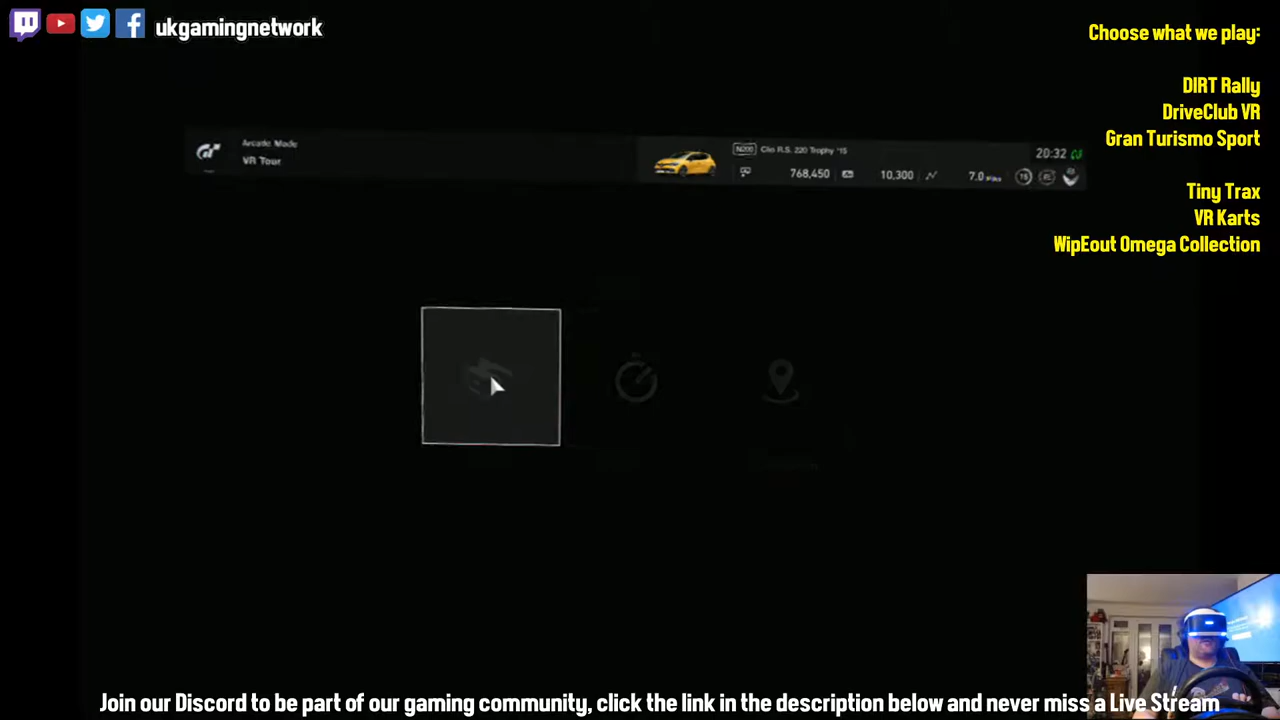 ukgamingnetwork
Choose what we play:
DIRT Rally
DriveClub VR
Gran Turismo Sport
Tiny Trax
VR Karts
WipEout Omega Collection
Arcade Mode
VR Tour
N200 Clio R.S. 220 Trophy '15
20:32
768,450
10,300
7.0
Join our Discord to be part of our gaming community, click the link in the description below and never miss a Live Stream